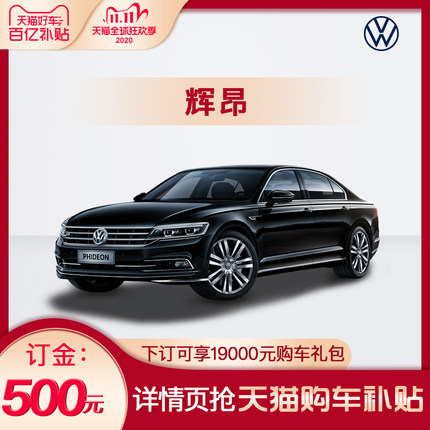 天猫好车
百亿补贴
11.11
天猫全球狂欢季
2020
辉昂
PHIDEON
订金:
500元
下订可享19000元购车礼包
详情页抢天猫购车补贴